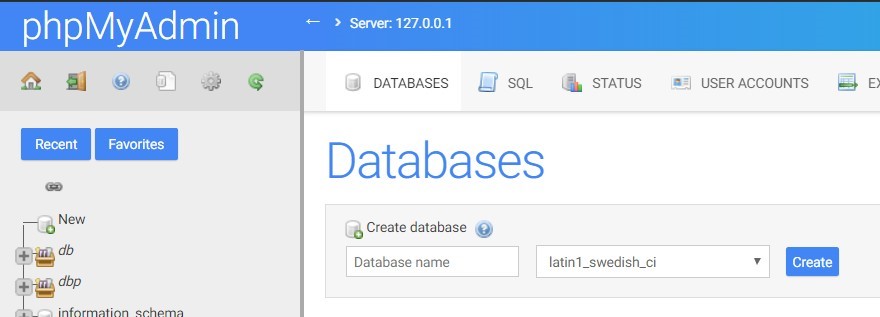 phpMyAdmin
← › Server: 127.0.0.1
DATABASES SQL STATUS USER ACCOUNTS EX
Recent Favorites
Databases
New
db
dbp
information_schema
Create database
Database name latin1_swedish_ci Create